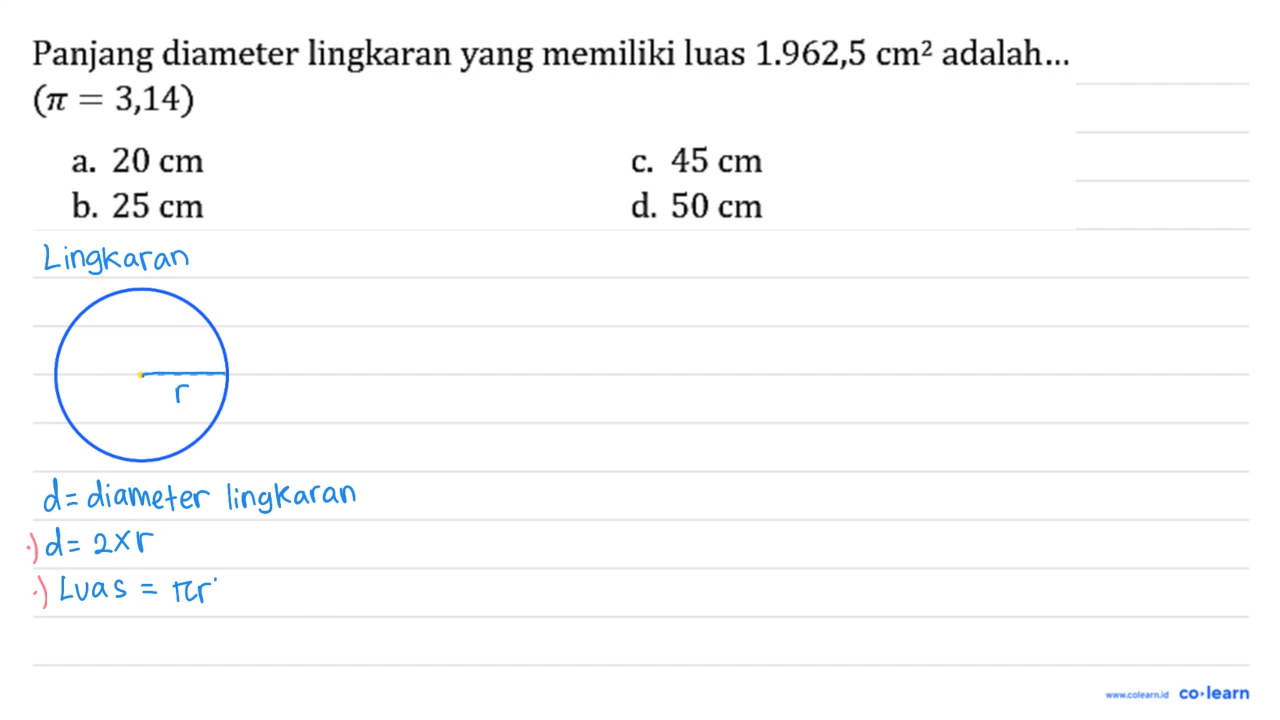 Panjang diameter lingkaran yang memiliki luas 1.962,5 cm² adalah...
(π = 3,14)
a. 20 cm
b. 25 cm
c. 45 cm
d. 50 cm
Lingkaran
r
d = diameter lingkaran
·) d = 2 × r
·) Luas = πr
www.colearn.id co·learn